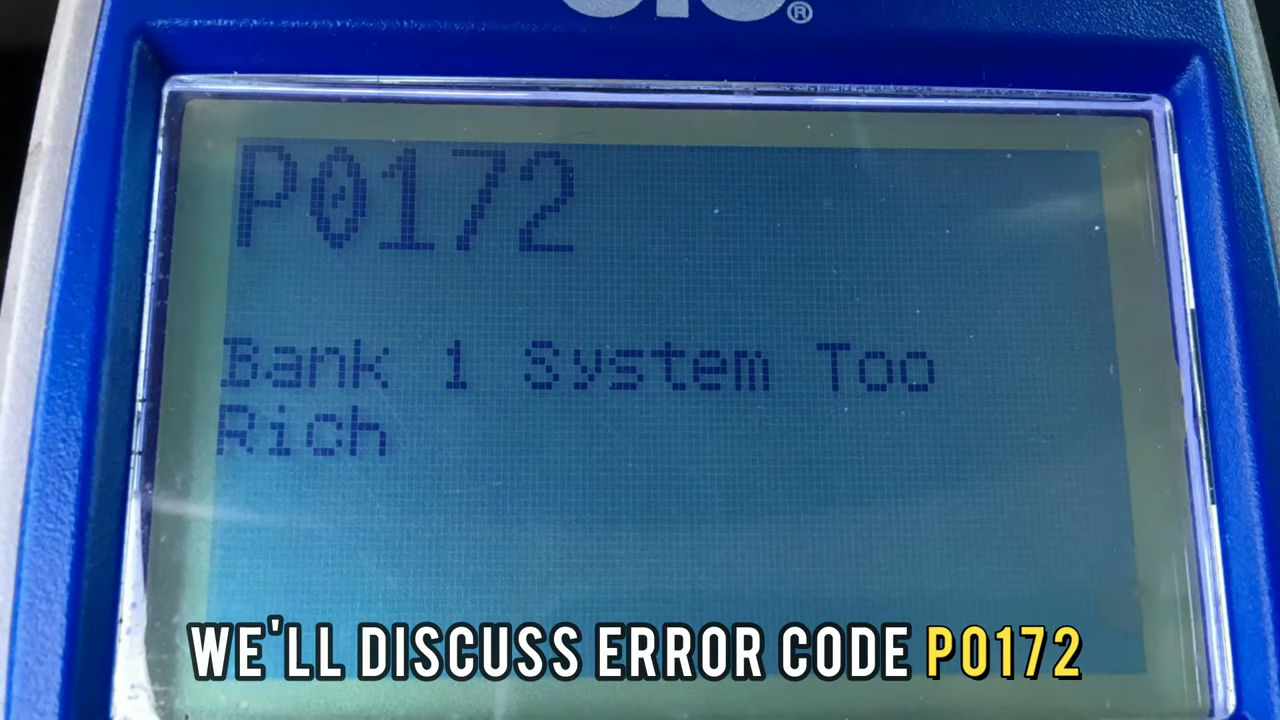 ®
P0172
Bank 1 System Too
Rich
WE'LL DISCUSS ERROR CODE P0172